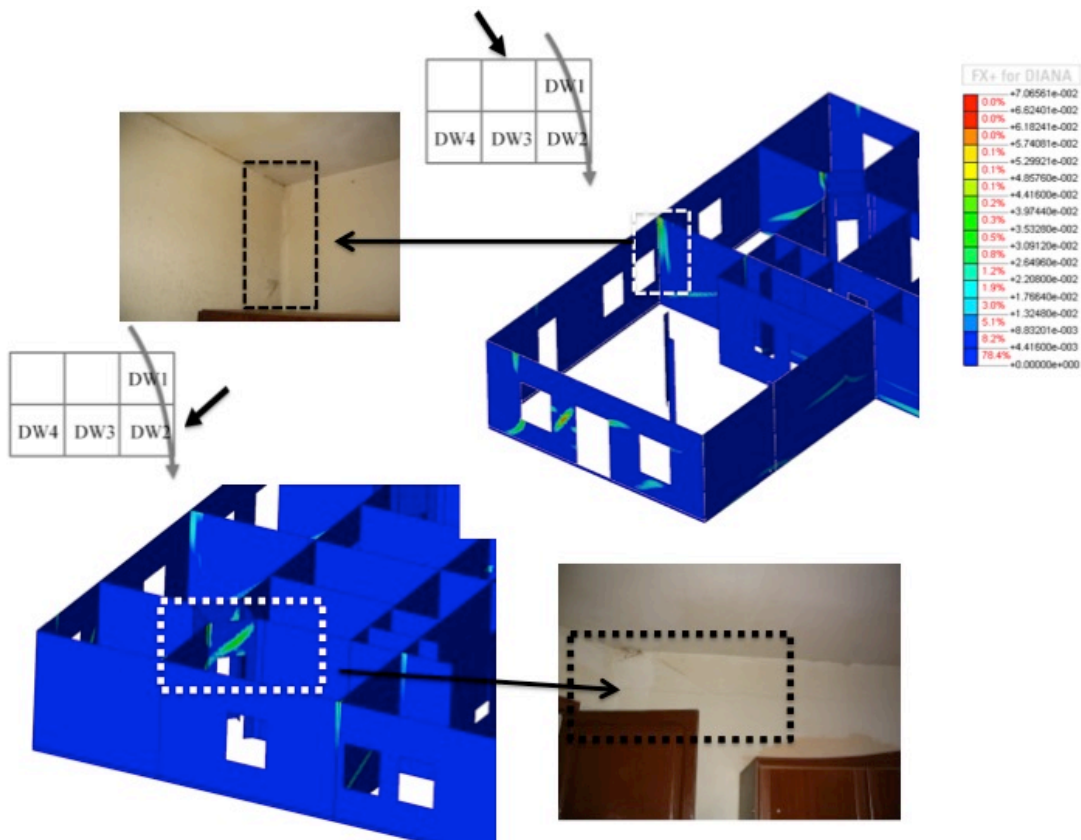 DW1
DW4 DW3 DW2
FX+ for DIANA
+7.06561e-002
0.0%
+6.62401e-002
0.0%
+6.18241e-002
0.0%
+5.74081e-002
0.1%
+5.29921e-002
0.1%
+4.85760e-002
0.1%
+4.41600e-002
0.2%
+3.97440e-002
0.3%
+3.53280e-002
0.5%
+3.09120e-002
0.8%
+2.64960e-002
1.2%
+2.20800e-002
1.9%
+1.76640e-002
3.0%
+1.32480e-002
5.1%
+8.83201e-003
8.2%
+4.41600e-003
78.4%
+0.00000e+000
DW1
DW4 DW3 DW2